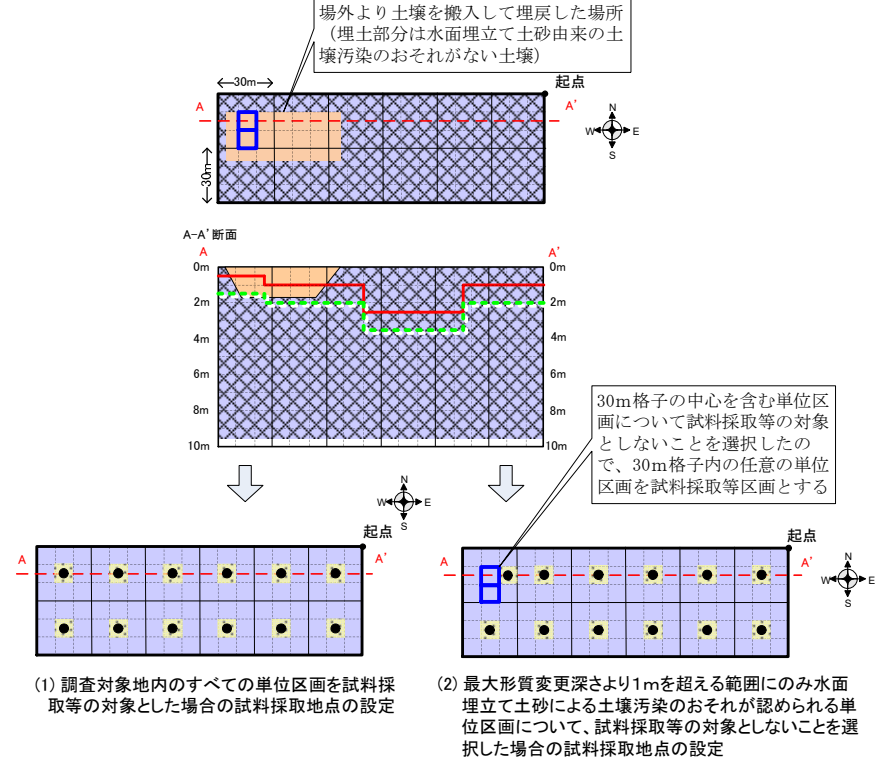 場外より土壌を搬入して埋戻した場所
（埋土部分は水面埋立て土砂由来の土
壌汚染のおそれがない土壌）
30m
起点
A
A'
N
W
E
S
30m
A-A'断面
A
A'
0m
0m
2m
2m
4m
4m
6m
6m
8m
8m
10m
10m
30m格子の中心を含む単位区
画について試料採取等の対象
としないことを選択したの
で、30m格子内の任意の単位
区画を試料採取等区画とする
N
W
E
S
起点
A
A'
起点
A
A'
N
W
E
S
(1) 調査対象地内のすべての単位区画を試料採
取等の対象とした場合の試料採取地点の設定
(2) 最大形質変更深さより1mを超える範囲にのみ水面
埋立て土砂による土壌汚染のおそれが認められる単
位区画について、試料採取等の対象としないことを選
択した場合の試料採取地点の設定